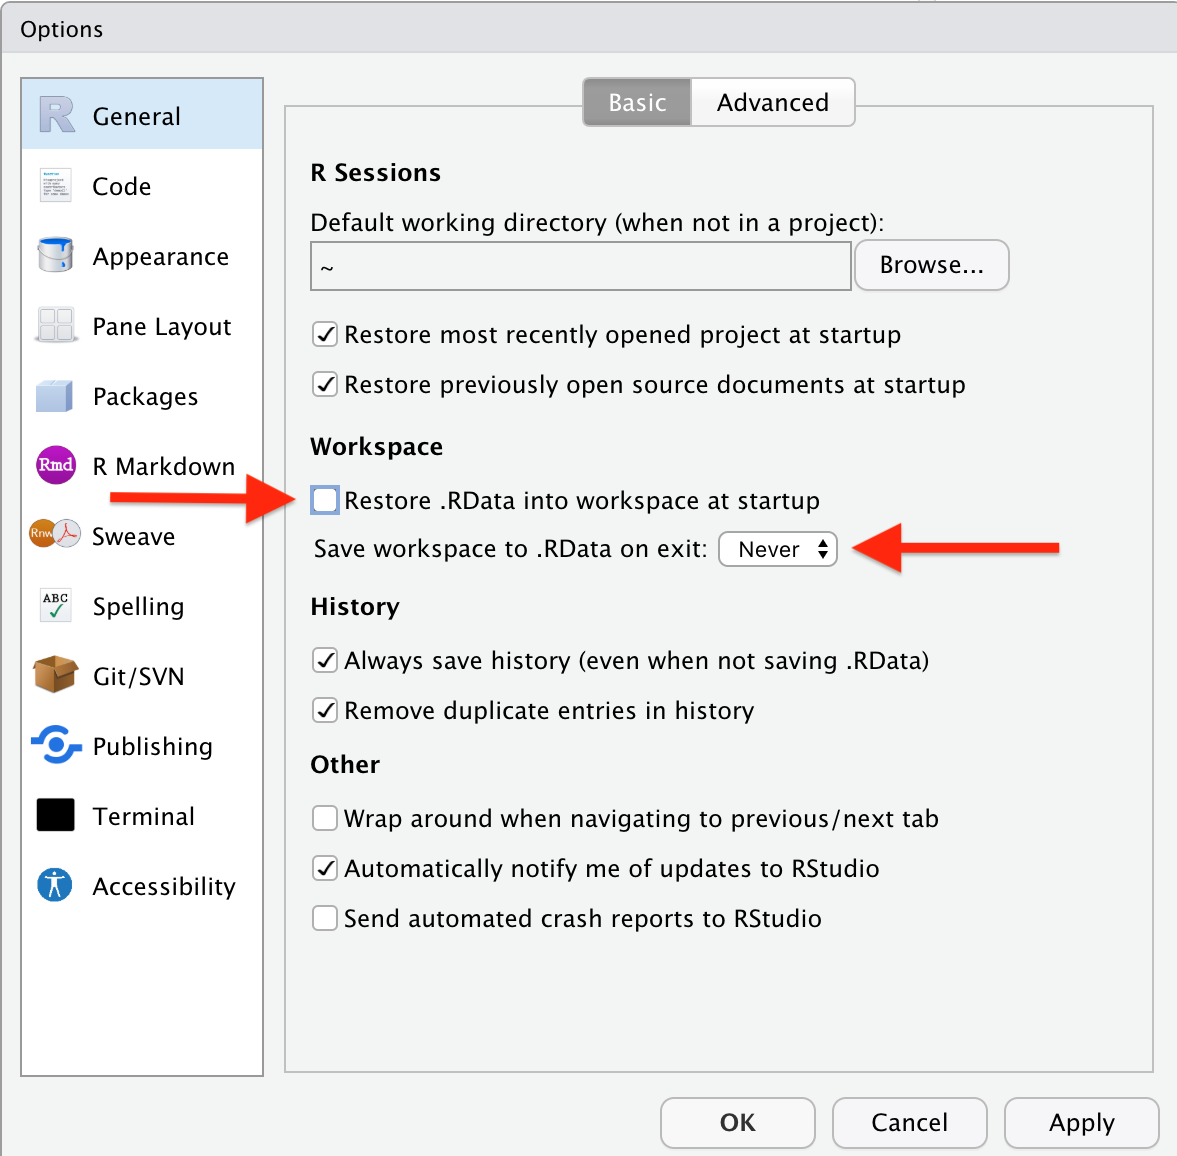 Options
General
Code
Appearance
Pane Layout
Packages
Rmd R Markdown
Rnw Sweave
ABC Spelling
Git/SVN
Publishing
Terminal
Accessibility
Basic Advanced
R Sessions
Default working directory (when not in a project):
~ Browse...
Restore most recently opened project at startup
Restore previously open source documents at startup
Workspace
Restore .RData into workspace at startup
Save workspace to .RData on exit: Never
History
Always save history (even when not saving .RData)
Remove duplicate entries in history
Other
Wrap around when navigating to previous/next tab
Automatically notify me of updates to RStudio
Send automated crash reports to RStudio
OK Cancel Apply